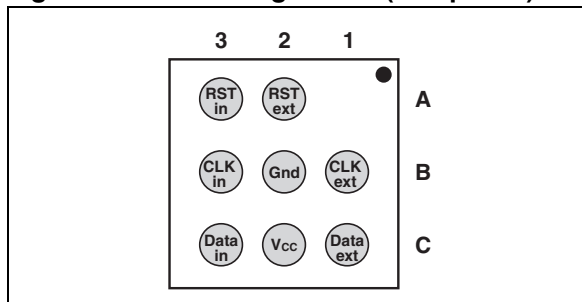 3 2 1
RST in RST ext A
CLK in Gnd CLK ext B
Data in Vcc Data ext C